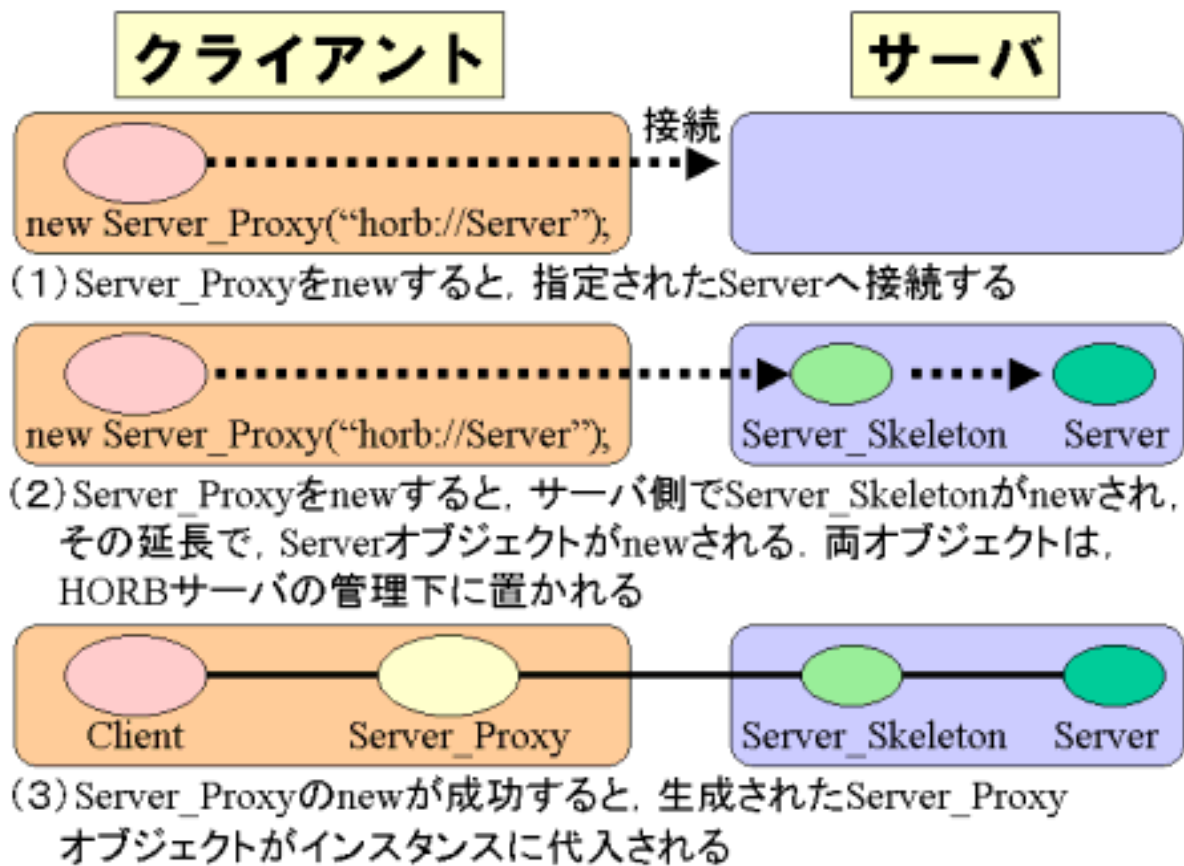 クライアント
サーバ
接続
new Server_Proxy(“horb://Server”);
(1)Server_Proxyをnewすると, 指定されたServerへ接続する
new Server_Proxy(“horb://Server”);
Server_Skeleton
Server
(2)Server_Proxyをnewすると, サーバ側でServer_Skeletonがnewされ,
その延長で, Serverオブジェクトがnewされる. 両オブジェクトは,
HORBサーバの管理下に置かれる
Client
Server_Proxy
Server_Skeleton
Server
(3)Server_Proxyのnewが成功すると, 生成されたServer_Proxy
オブジェクトがインスタンスに代入される